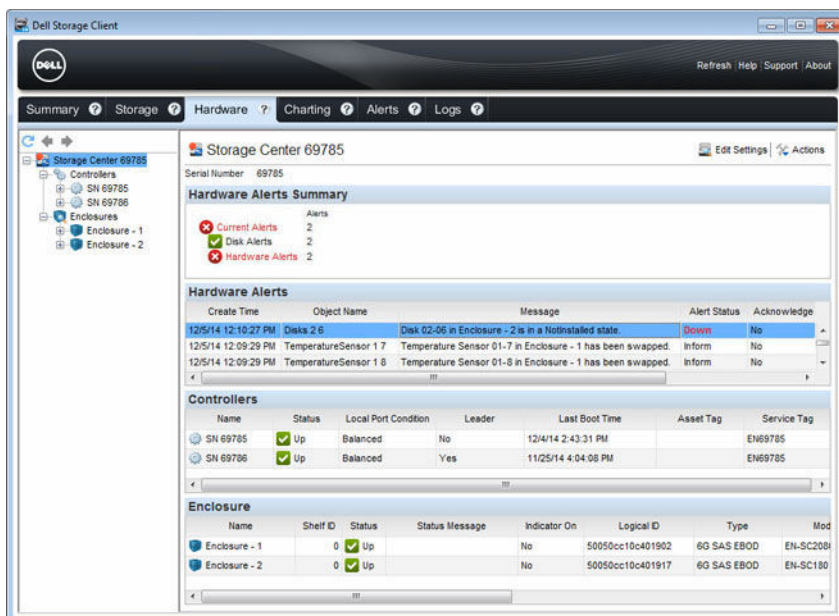 Dell Storage Client
DELL
Refresh | Help | Support | About
Summary ? Storage ? Hardware ? Charting ? Alerts ? Logs ?
Storage Center 69785
Controllers
SN 69785
SN 69786
Enclosures
Enclosure - 1
Enclosure - 2
Storage Center 69785
Edit Settings | Actions
Serial Number 69785
Hardware Alerts Summary
Alerts
Current Alerts 2
Disk Alerts 2
Hardware Alerts 2
Hardware Alerts
Create Time Object Name Message Alert Status Acknowledge
12/5/14 12:10:27 PM Disks 2 6 Disk 02-06 in Enclosure - 2 is in a NotInstalled state. Down No
12/5/14 12:09:29 PM TemperatureSensor 1 7 Temperature Sensor 01-7 in Enclosure - 1 has been swapped. Inform No
12/5/14 12:09:29 PM TemperatureSensor 1 8 Temperature Sensor 01-8 in Enclosure - 1 has been swapped. Inform No
Controllers
Name Status Local Port Condition Leader Last Boot Time Asset Tag Service Tag
SN 69785 Up Balanced No 12/4/14 2:43:31 PM EN69785
SN 69786 Up Balanced Yes 11/25/14 4:04:08 PM EN69785
Enclosure
Name Shelf ID Status Status Message Indicator On Logical ID Type Mod
Enclosure - 1 0 Up No 50050cc10c401902 6G SAS EBOD EN-SC208
Enclosure - 2 0 Up No 50050cc10c401917 6G SAS EBOD EN-SC180